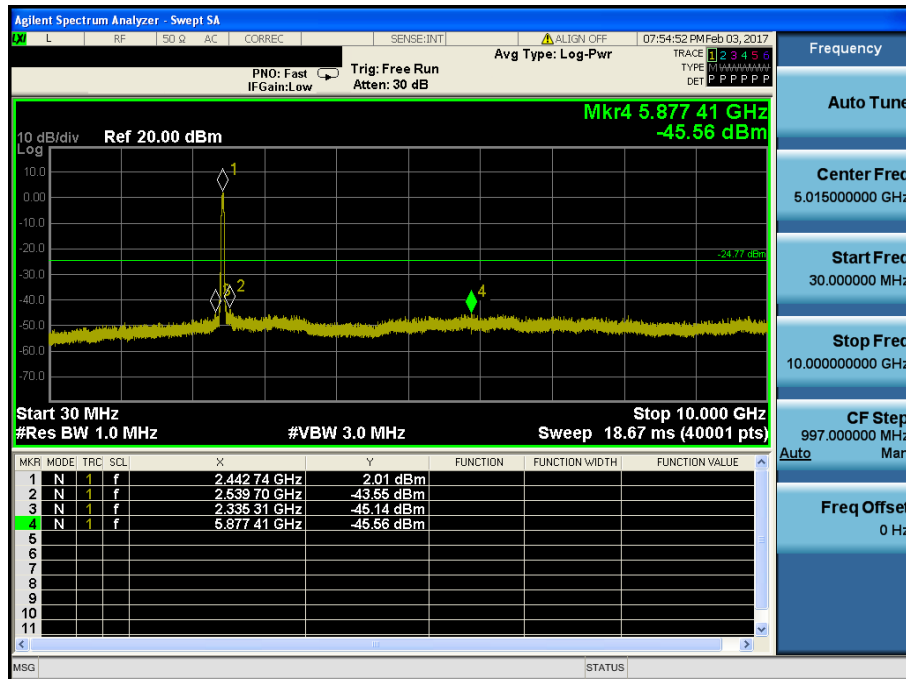 Agilent Spectrum Analyzer - Swept SA
LXI L RF 50 Ω AC CORREC SENSE:INT ALIGN OFF 07:54:52 PM Feb 03, 2017
PNO: Fast
IFGain:Low
Trig: Free Run
Atten: 30 dB
Avg Type: Log-Pwr
TRACE 1 2 3 4 5 6
TYPE M WWWWW
DET P P P P P P
Mkr4 5.877 41 GHz
-45.56 dBm
10 dB/div Ref 20.00 dBm
Log
10.0
0.00
-10.0
-20.0
-30.0
-40.0
-50.0
-60.0
-70.0
1
3
2
4
-24.77 dBm
Start 30 MHz Stop 10.000 GHz
#Res BW 1.0 MHz #VBW 3.0 MHz Sweep 18.67 ms (40001 pts)
MKR MODE TRC SCL X Y FUNCTION FUNCTION WIDTH FUNCTION VALUE
1 N 1 f 2.442 74 GHz 2.01 dBm
2 N 1 f 2.539 70 GHz -43.55 dBm
3 N 1 f 2.335 31 GHz -45.14 dBm
4 N 1 f 5.877 41 GHz -45.56 dBm
5
6
7
8
9
10
11
MSG STATUS
Frequency
Auto Tune
Center Freq
5.015000000 GHz
Start Freq
30.000000 MHz
Stop Freq
10.000000000 GHz
CF Step
997.000000 MHz
Auto Man
Freq Offset
0 Hz